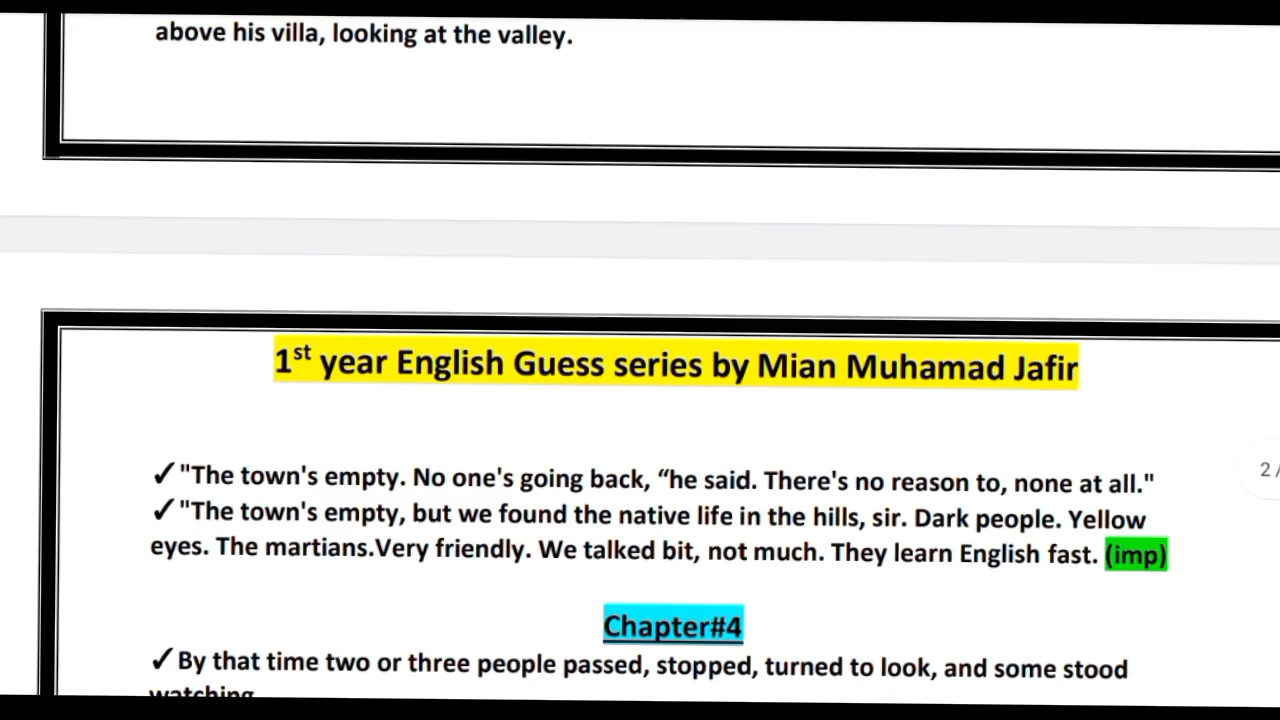 above his villa, looking at the valley.
1st year English Guess series by Mian Muhamad Jafir
✓"The town's empty. No one's going back, “he said. There's no reason to, none at all."
✓"The town's empty, but we found the native life in the hills, sir. Dark people. Yellow
eyes. The martians.Very friendly. We talked bit, not much. They learn English fast. (imp)
2/
Chapter#4
✓By that time two or three people passed, stopped, turned to look, and some stood
watching